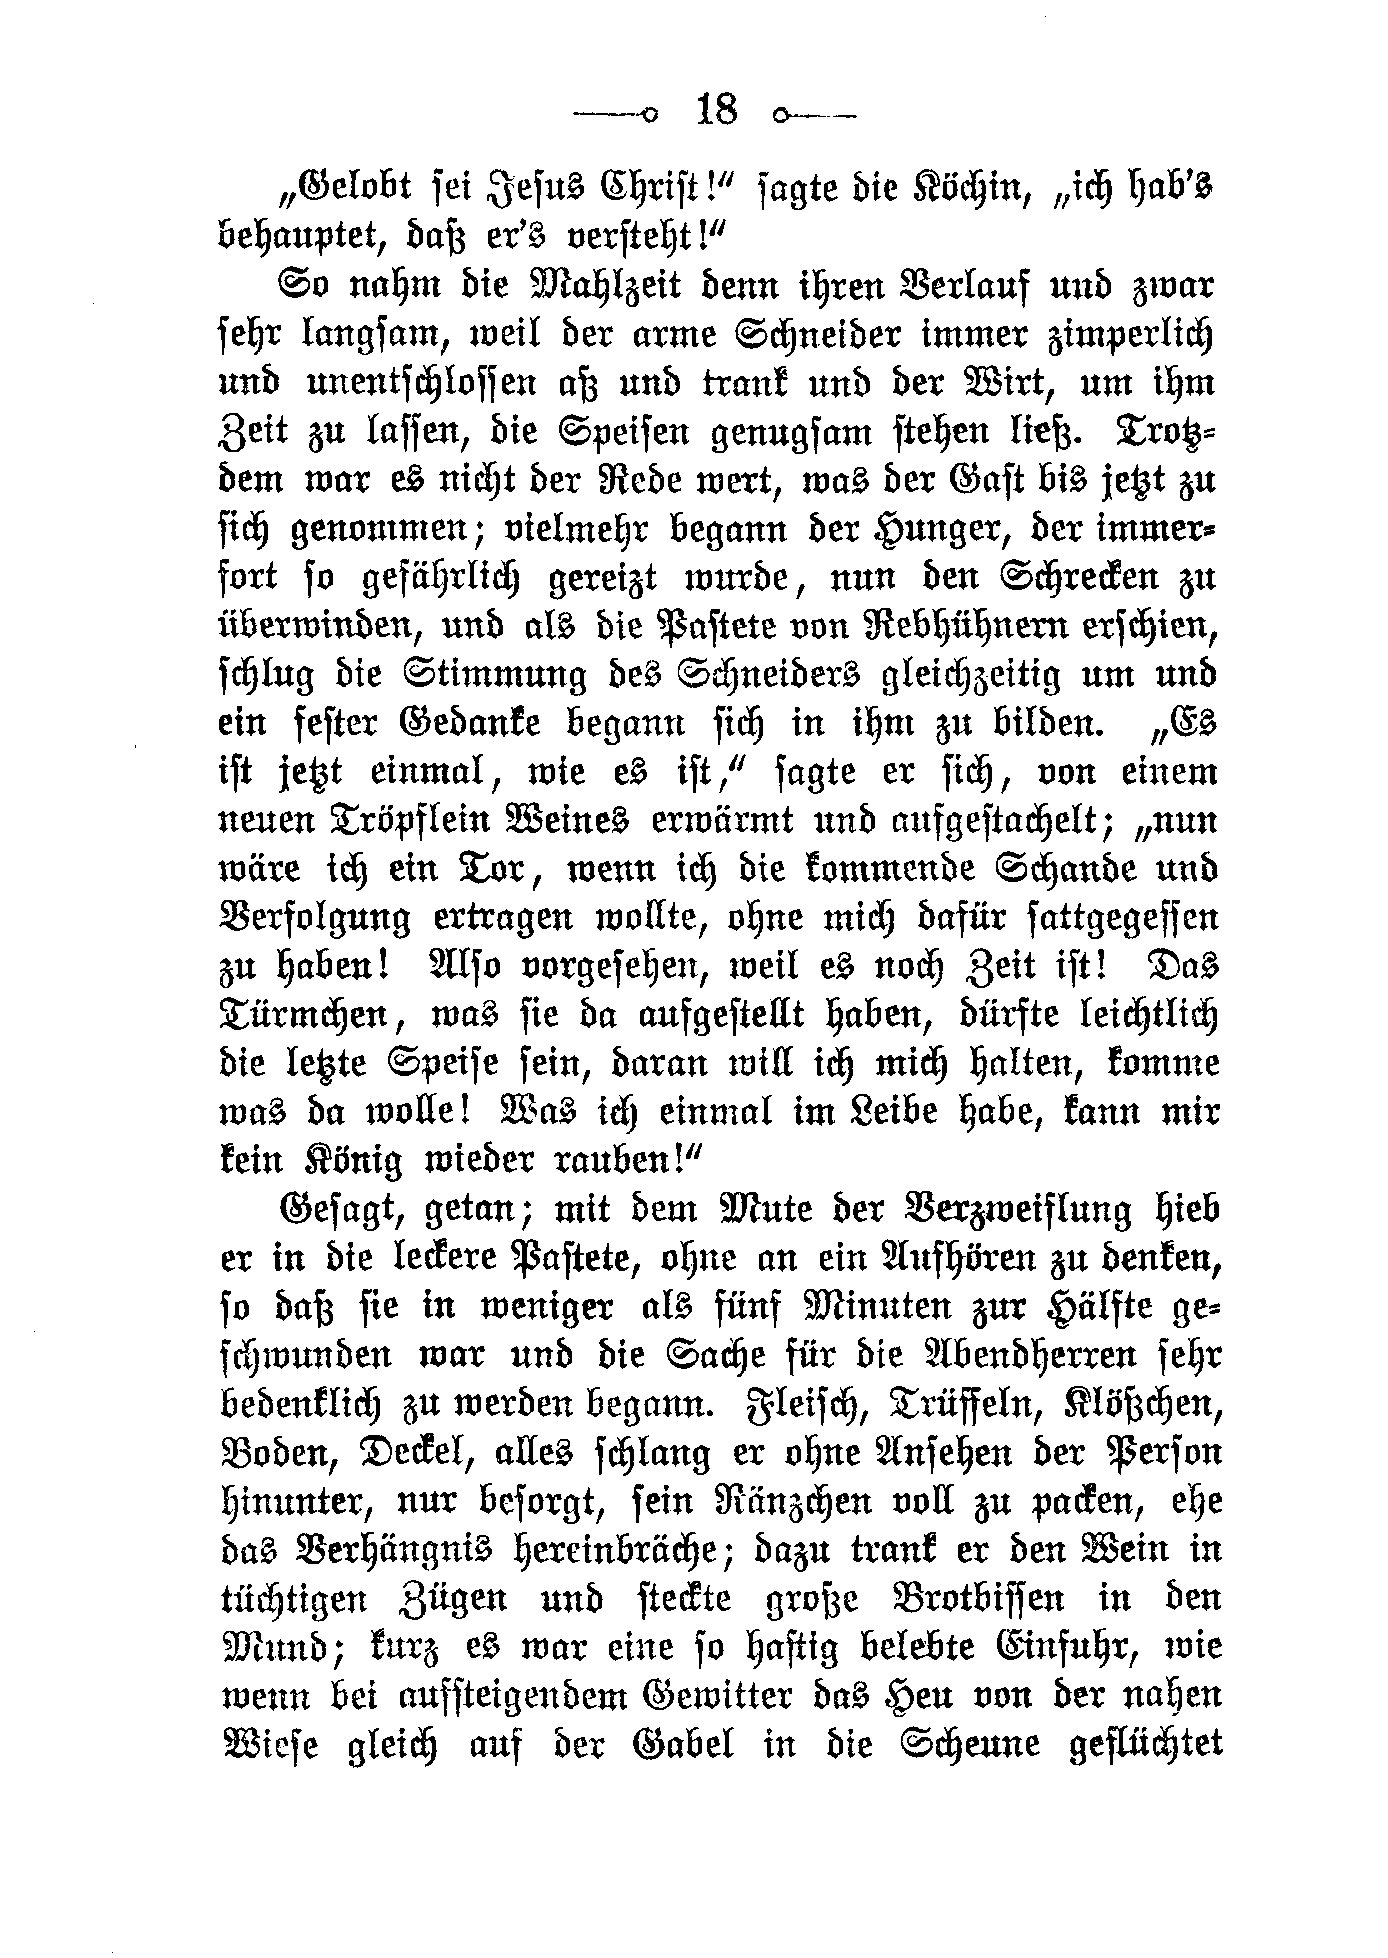 18
„Gelobt sei Jesus Christ!“ sagte die Köchin, „ich hab's
behauptet, daß er's versteht!“
So nahm die Mahlzeit denn ihren Verlauf und zwar
sehr langsam, weil der arme Schneider immer zimperlich
und unentschlossen aß und trank und der Wirt, um ihm
Zeit zu lassen, die Speisen genugsam stehen ließ. Trotz-
dem war es nicht der Rede wert, was der Gast bis jetzt zu
sich genommen; vielmehr begann der Hunger, der immer-
fort so gefährlich gereizt wurde, nun den Schrecken zu
überwinden, und als die Pastete von Rebhühnern erschien,
schlug die Stimmung des Schneiders gleichzeitig um und
ein fester Gedanke begann sich in ihm zu bilden. „Es
ist jetzt einmal, wie es ist,“ sagte er sich, von einem
neuen Tröpflein Weines erwärmt und aufgestachelt; „nun
wäre ich ein Tor, wenn ich die kommende Schande und
Verfolgung ertragen wollte, ohne mich dafür sattgegessen
zu haben! Also vorgesehen, weil es noch Zeit ist! Das
Türmchen, was sie da aufgestellt haben, dürfte leichtlich
die letzte Speise sein, daran will ich mich halten, komme
was da wolle! Was ich einmal im Leibe habe, kann mir
kein König wieder rauben!“
Gesagt, getan; mit dem Mute der Verzweiflung hieb
er in die leckere Pastete, ohne an ein Aufhören zu denken,
so daß sie in weniger als fünf Minuten zur Hälfte ge-
schwunden war und die Sache für die Abendherren sehr
bedenklich zu werden begann. Fleisch, Trüffeln, Klößchen,
Boden, Deckel, alles schlang er ohne Ansehen der Person
hinunter, nur besorgt, sein Ränzchen voll zu packen, ehe
das Verhängnis hereinbräche; dazu trank er den Wein in
tüchtigen Zügen und steckte große Brotbissen in den
Mund; kurz es war eine so hastig belebte Einfuhr, wie
wenn bei aufsteigendem Gewitter das Heu von der nahen
Wiese gleich auf der Gabel in die Scheune geflüchtet